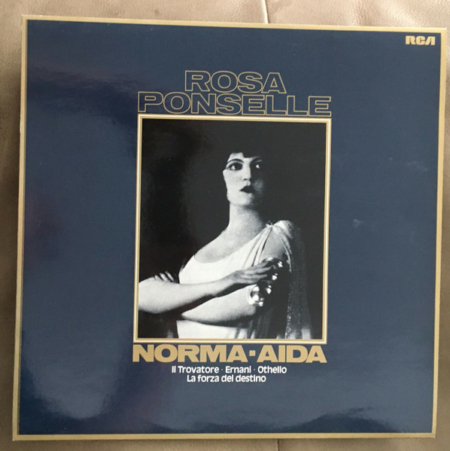 RCA
ROSA
PONSELLE
NORMA-AIDA
Il Trovatore · Ernani · Othello
La forza del destino